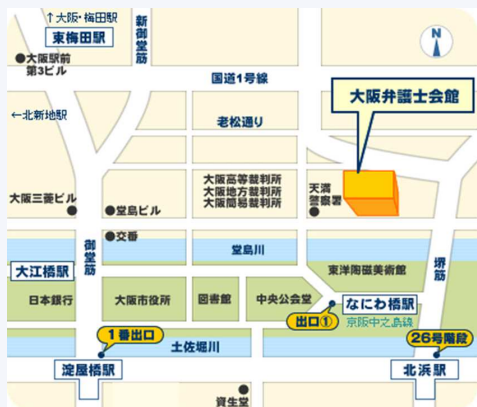 ↑大阪・梅田駅
東梅田駅
新御堂筋
N
大阪駅前
第3ビル
国道1号線
大阪弁護士会館
←北新地駅
老松通り
大阪高等裁判所
大阪地方裁判所
大阪簡易裁判所
天満
警察署
大阪三菱ビル
堂島ビル
交番
御堂筋
堂島川
堺筋
大江橋駅
東洋陶磁美術館
日本銀行
大阪市役所
図書館
中央公会堂
なにわ橋駅
出口①
京阪中之島線
1番出口
土佐堀川
26号階段
淀屋橋駅
北浜駅
資生堂